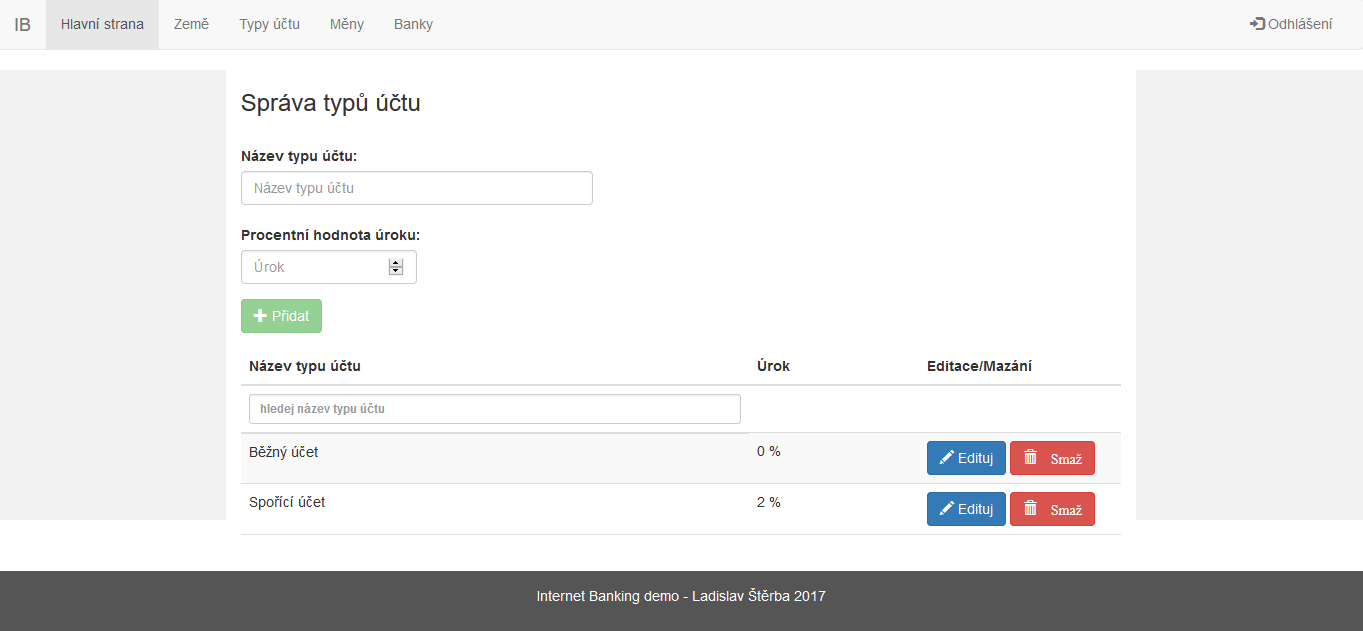 IB Hlavní strana Země Typy účtu Měny Banky Odhlášení
Správa typů účtu
Název typu účtu:
Název typu účtu
Procentní hodnota úroku:
Úrok
Přidat
Název typu účtu Úrok Editace/Mazání
hledej název typu účtu
Běžný účet 0 % Edituj Smaž
Spořící účet 2 % Edituj Smaž
Internet Banking demo - Ladislav Štěrba 2017